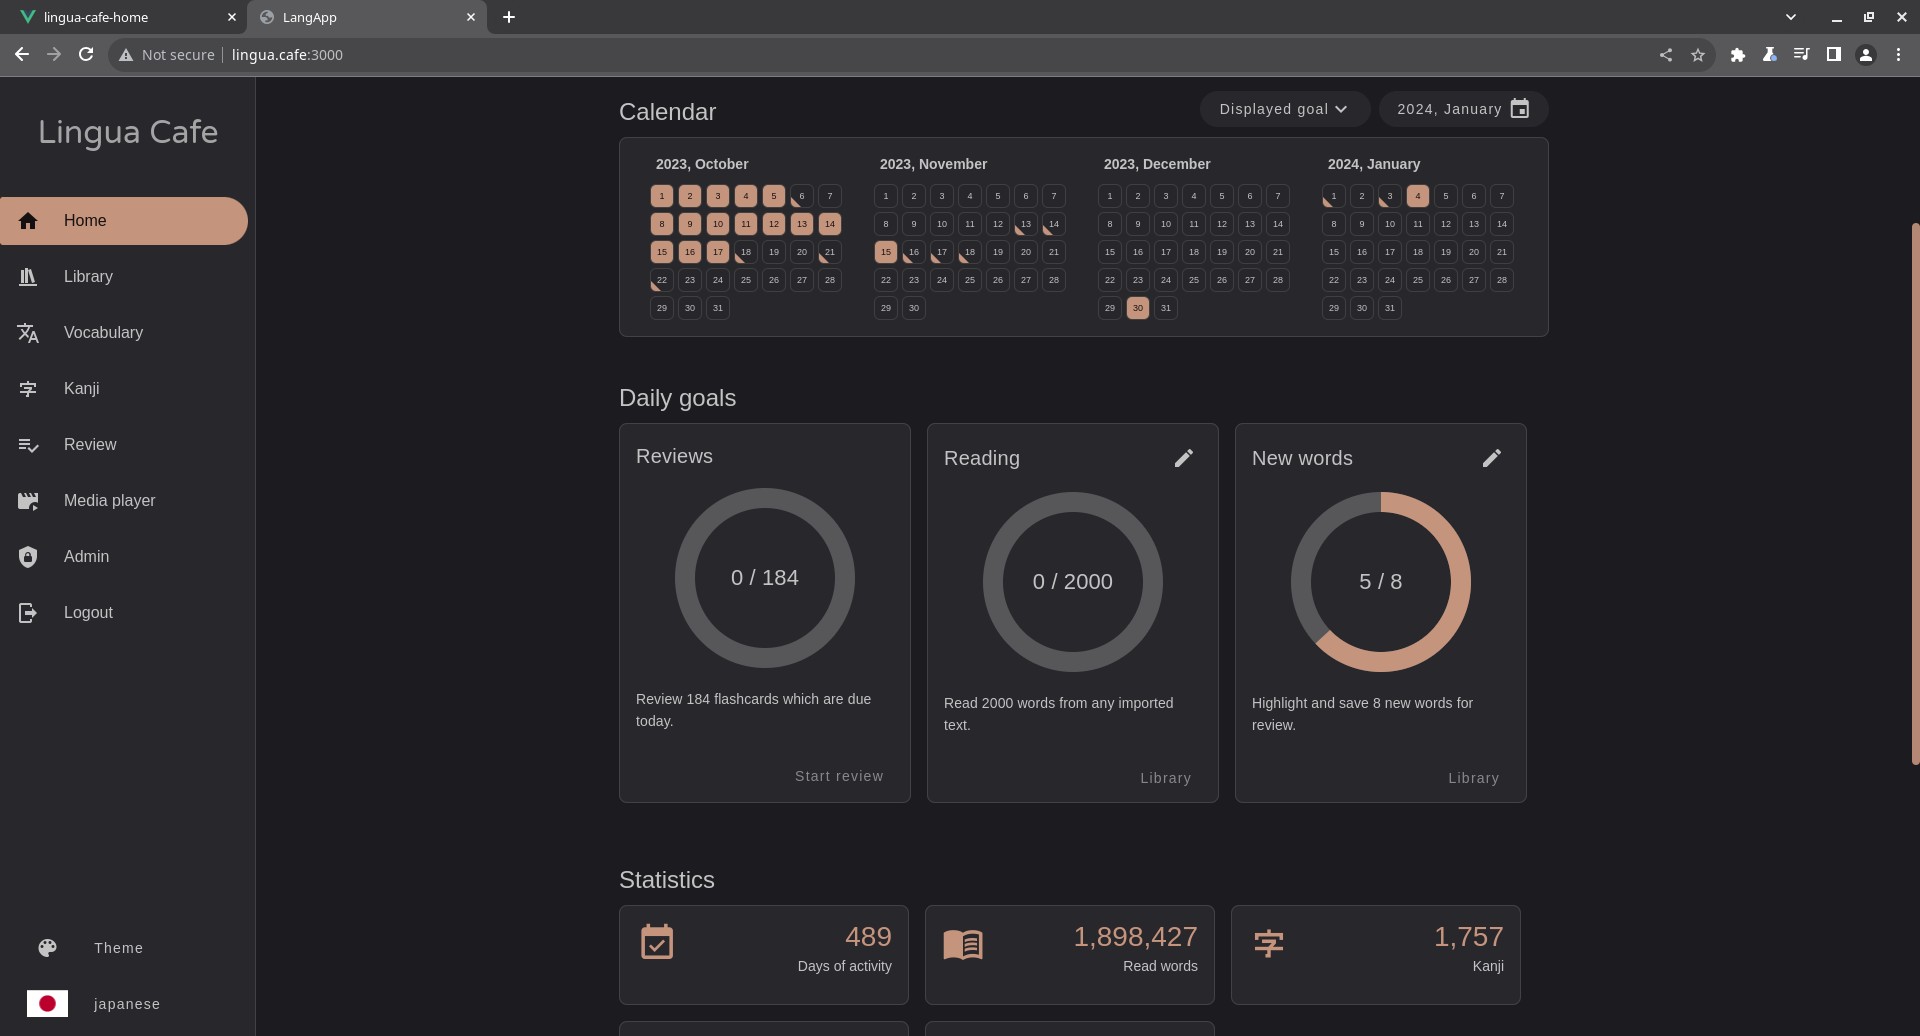 lingua-cafe-home
LangApp
Not secure lingua.cafe:3000
Lingua Cafe
Home
Library
Vocabulary
Kanji
Review
Media player
Admin
Logout
Theme
japanese
Calendar
Displayed goal
2024, January
2023, October
1 2 3 4 5 6 7
8 9 10 11 12 13 14
15 16 17 18 19 20 21
22 23 24 25 26 27 28
29 30 31
2023, November
1 2 3 4 5 6 7
8 9 10 11 12 13 14
15 16 17 18 19 20 21
22 23 24 25 26 27 28
29 30
2023, December
1 2 3 4 5 6 7
8 9 10 11 12 13 14
15 16 17 18 19 20 21
22 23 24 25 26 27 28
29 30 31
2024, January
1 2 3 4 5 6 7
8 9 10 11 12 13 14
15 16 17 18 19 20 21
22 23 24 25 26 27 28
29 30 31
Daily goals
Reviews
0 / 184
Review 184 flashcards which are due
today.
Start review
Reading
0 / 2000
Read 2000 words from any imported
text.
Library
New words
5 / 8
Highlight and save 8 new words for
review.
Library
Statistics
489
Days of activity
1,898,427
Read words
1,757
Kanji